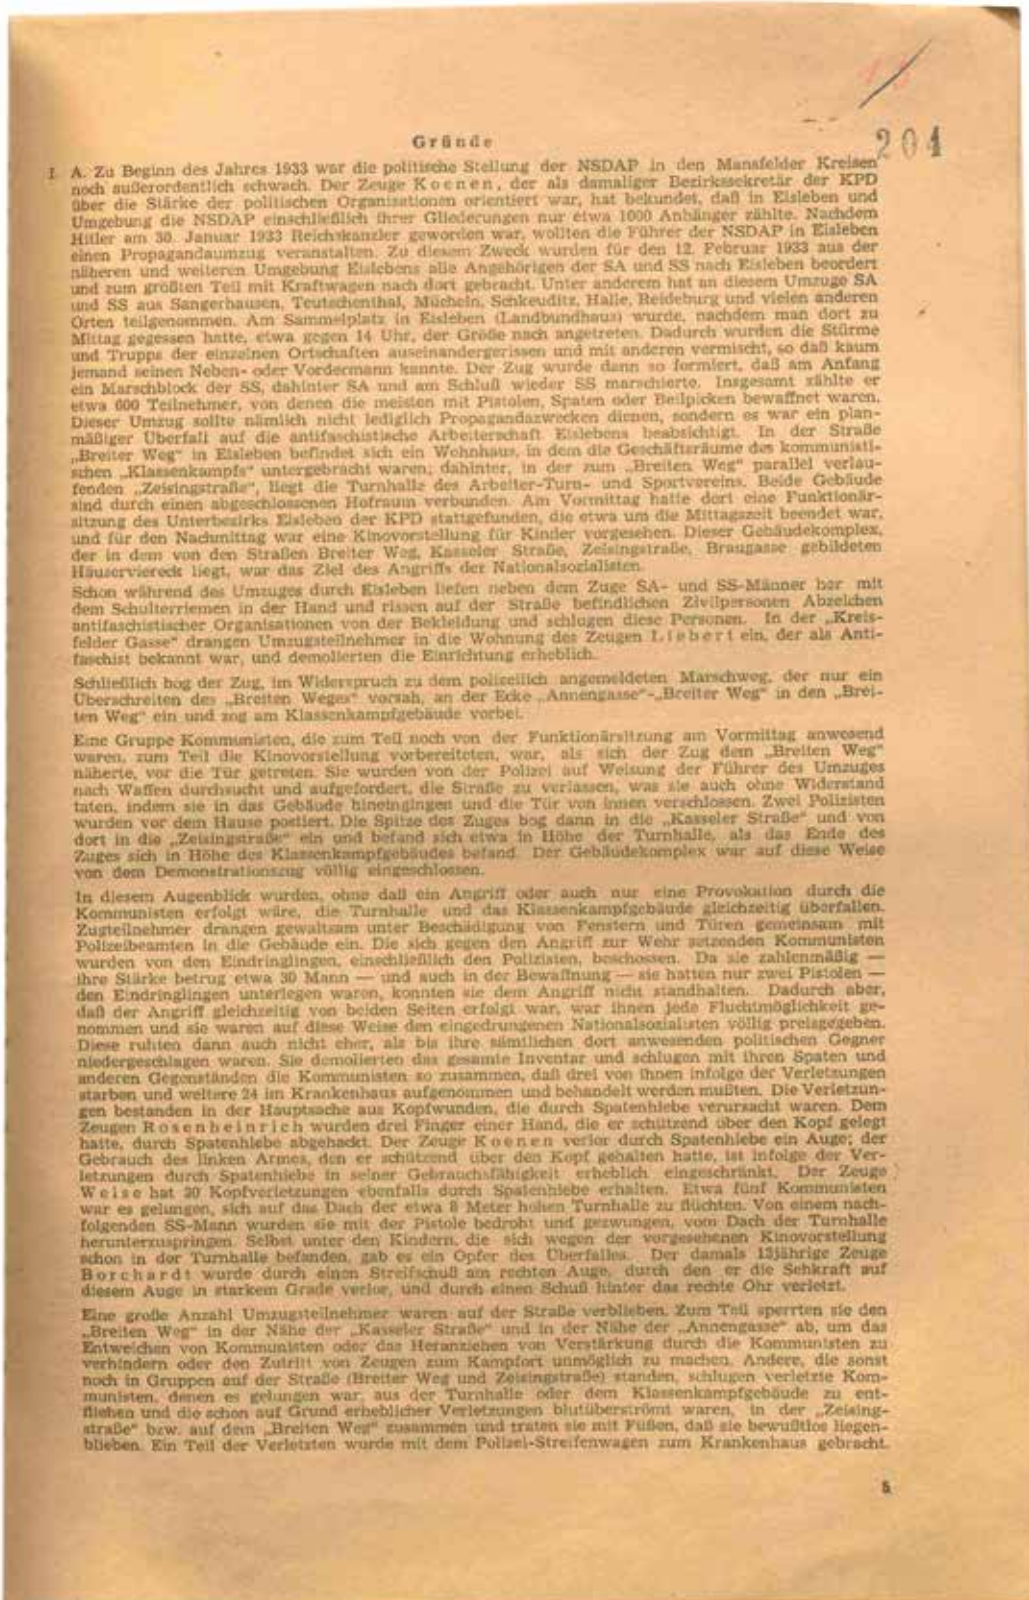 Gründe
204
I. A. Zu Beginn des Jahres 1933 war die politische Stellung der NSDAP in den Mansfelder Kreisen
noch außerordentlich schwach. Der Zeuge Koenen, der als damaliger Bezirkssekretär der KPD
über die Stärke der politischen Organisationen orientiert war, hat bekundet, daß in Eisleben und
Umgebung die NSDAP einschließlich ihrer Gliederungen nur etwa 1000 Anhänger zählte. Nachdem
Hitler am 30. Januar 1933 Reichskanzler geworden war, wollten die Führer der NSDAP in Eisleben
einen Propagandaumzug veranstalten. Zu diesem Zweck wurden für den 12. Februar 1933 aus der
näheren und weiteren Umgebung Eislebens alle Angehörigen der SA und SS nach Eisleben beordert
und zum größten Teil mit Kraftwagen nach dort gebracht. Unter anderem hat an diesem Umzuge SA
und SS aus Sangerhausen, Teutschenthal, Mücheln, Schkeuditz, Halle, Reideburg und vielen anderen
Orten teilgenommen. Am Sammelplatz in Eisleben (Landbundhaus) wurde, nachdem man dort zu
Mittag gegessen hatte, etwa gegen 14 Uhr, der Größe nach angetreten. Dadurch wurden die Stürme
und Trupps der einzelnen Ortschaften auseinandergerissen und mit anderen vermischt, so daß kaum
jemand seinen Neben- oder Vordermann kannte. Der Zug wurde dann so formiert, daß am Anfang
ein Marschblock der SS, dahinter SA und am Schluß wieder SS marschierte. Insgesamt zählte er
etwa 600 Teilnehmer, von denen die meisten mit Pistolen, Spaten oder Beilpicken bewaffnet waren.
Dieser Umzug sollte nämlich nicht lediglich Propagandazwecken dienen, sondern es war ein plan-
mäßiger Überfall auf die antifaschistische Arbeiterschaft Eislebens beabsichtigt. In der Straße
„Breiter Weg“ in Eisleben befindet sich ein Wohnhaus, in dem die Geschäftsräume des kommunisti-
schen „Klassenkampfs“ untergebracht waren; dahinter, in der zum „Breiten Weg“ parallel verlau-
fenden „Zeisingstraße“, liegt die Turnhalle des Arbeiter-Turn- und Sportvereins. Beide Gebäude
sind durch einen abgeschlossenen Hofraum verbunden. Am Vormittag hatte dort eine Funktionär-
sitzung des Unterbezirks Eisleben der KPD stattgefunden, die etwa um die Mittagszeit beendet war,
und für den Nachmittag war eine Kinovorstellung für Kinder vorgesehen. Dieser Gebäudekomplex,
der in dem von den Straßen Breiter Weg, Kasseler Straße, Zeisingstraße, Braugasse gebildeten
Häuserviereck liegt, war das Ziel des Angriffs der Nationalsozialisten.
Schon während des Umzuges durch Eisleben liefen neben dem Zuge SA- und SS-Männer her mit
dem Schulterriemen in der Hand und rissen auf der Straße befindlichen Zivilpersonen Abzeichen
antifaschistischer Organisationen von der Bekleidung und schlugen diese Personen. In der „Kreis-
felder Gasse“ drangen Umzugsteilnehmer in die Wohnung des Zeugen Liebert ein, der als Anti-
faschist bekannt war, und demolierten die Einrichtung erheblich.
Schließlich bog der Zug, im Widerspruch zu dem polizeilich angemeldeten Marschweg, der nur ein
Überschreiten des „Breiten Weges“ vorsah, an der Ecke „Annengasse“-„Breiter Weg“ in den „Brei-
ten Weg“ ein und zog am Klassenkampfgebäude vorbei.
Eine Gruppe Kommunisten, die zum Teil noch von der Funktionärsitzung am Vormittag anwesend
waren, zum Teil die Kinovorstellung vorbereiteten, war, als sich der Zug dem „Breiten Weg“
näherte, vor die Tür getreten. Sie wurden von der Polizei auf Weisung der Führer des Umzuges
nach Waffen durchsucht und aufgefordert, die Straße zu verlassen, was sie auch ohne Widerstand
taten, indem sie in das Gebäude hineingingen und die Tür von innen verschlossen. Zwei Polizisten
wurden vor dem Hause postiert. Die Spitze des Zuges bog dann in die „Kasseler Straße“ und von
dort in die „Zeisingstraße“ ein und befand sich etwa in Höhe der Turnhalle, als das Ende des
Zuges sich in Höhe des Klassenkampfgebäudes befand. Der Gebäudekomplex war auf diese Weise
von dem Demonstrationszug völlig eingeschlossen.
In diesem Augenblick wurden, ohne daß ein Angriff oder auch nur eine Provokation durch die
Kommunisten erfolgt wäre, die Turnhalle und das Klassenkampfgebäude gleichzeitig überfallen.
Zugteilnehmer drangen gewaltsam unter Beschädigung von Fenstern und Türen gemeinsam mit
Polizeibeamten in die Gebäude ein. Die sich gegen den Angriff zur Wehr setzenden Kommunisten
wurden von den Eindringlingen, einschließlich den Polizisten, beschossen. Da sie zahlenmäßig —
ihre Stärke betrug etwa 30 Mann — und auch in der Bewaffnung — sie hatten nur zwei Pistolen —
den Eindringlingen unterlegen waren, konnten sie dem Angriff nicht standhalten. Dadurch aber,
daß der Angriff gleichzeitig von beiden Seiten erfolgt war, war ihnen jede Fluchtmöglichkeit ge-
nommen und sie waren auf diese Weise den eingedrungenen Nationalsozialisten völlig preisgegeben.
Diese ruhten dann auch nicht eher, als bis ihre sämtlichen dort anwesenden politischen Gegner
niedergeschlagen waren. Sie demolierten das gesamte Inventar und schlugen mit ihren Spaten und
anderen Gegenständen die Kommunisten so zusammen, daß drei von ihnen infolge der Verletzungen
starben und weitere 24 im Krankenhaus aufgenommen und behandelt werden mußten. Die Verletzun-
gen bestanden in der Hauptsache aus Kopfwunden, die durch Spatenhiebe verursacht waren. Dem
Zeugen Rosenheinrich wurden drei Finger einer Hand, die er schützend über den Kopf gelegt
hatte, durch Spatenhiebe abgehackt. Der Zeuge Koenen verlor durch Spatenhiebe ein Auge; der
Gebrauch des linken Armes, den er schützend über den Kopf gehalten hatte, ist infolge der Ver-
letzungen durch Spatenhiebe in seiner Gebrauchsfähigkeit erheblich eingeschränkt. Der Zeuge
Weise hat 30 Kopfverletzungen ebenfalls durch Spatenhiebe erhalten. Etwa fünf Kommunisten
war es gelungen, sich auf das Dach der etwa 8 Meter hohen Turnhalle zu flüchten. Von einem nach-
folgenden SS-Mann wurden sie mit der Pistole bedroht und gezwungen, vom Dach der Turnhalle
herunterzuspringen. Selbst unter den Kindern, die sich wegen der vorgesehenen Kinovorstellung
schon in der Turnhalle befanden, gab es ein Opfer des Überfalles. Der damals 13jährige Zeuge
Borchardt wurde durch einen Streifschuß am rechten Auge, durch den er die Sehkraft auf
diesem Auge in starkem Grade verlor, und durch einen Schuß hinter das rechte Ohr verletzt.
Eine große Anzahl Umzugsteilnehmer waren auf der Straße verblieben. Zum Teil sperrten sie den
„Breiten Weg“ in der Nähe der „Kasseler Straße“ und in der Nähe der „Annengasse“ ab, um das
Entweichen von Kommunisten oder das Heranziehen von Verstärkung durch die Kommunisten zu
verhindern oder den Zutritt von Zeugen zum Kampfort unmöglich zu machen. Andere, die sonst
noch in Gruppen auf der Straße (Breiter Weg und Zeisingstraße) standen, schlugen verletzte Kom-
munisten, denen es gelungen war, aus der Turnhalle oder dem Klassenkampfgebäude zu ent-
fliehen und die schon auf Grund erheblicher Verletzungen blutüberströmt waren, in der „Zeising-
straße“ bzw. auf dem „Breiten Weg“ zusammen und traten sie mit Füßen, daß sie bewußtlos liegen-
blieben. Ein Teil der Verletzten wurde mit dem Polizei-Streifenwagen zum Krankenhaus gebracht.
5